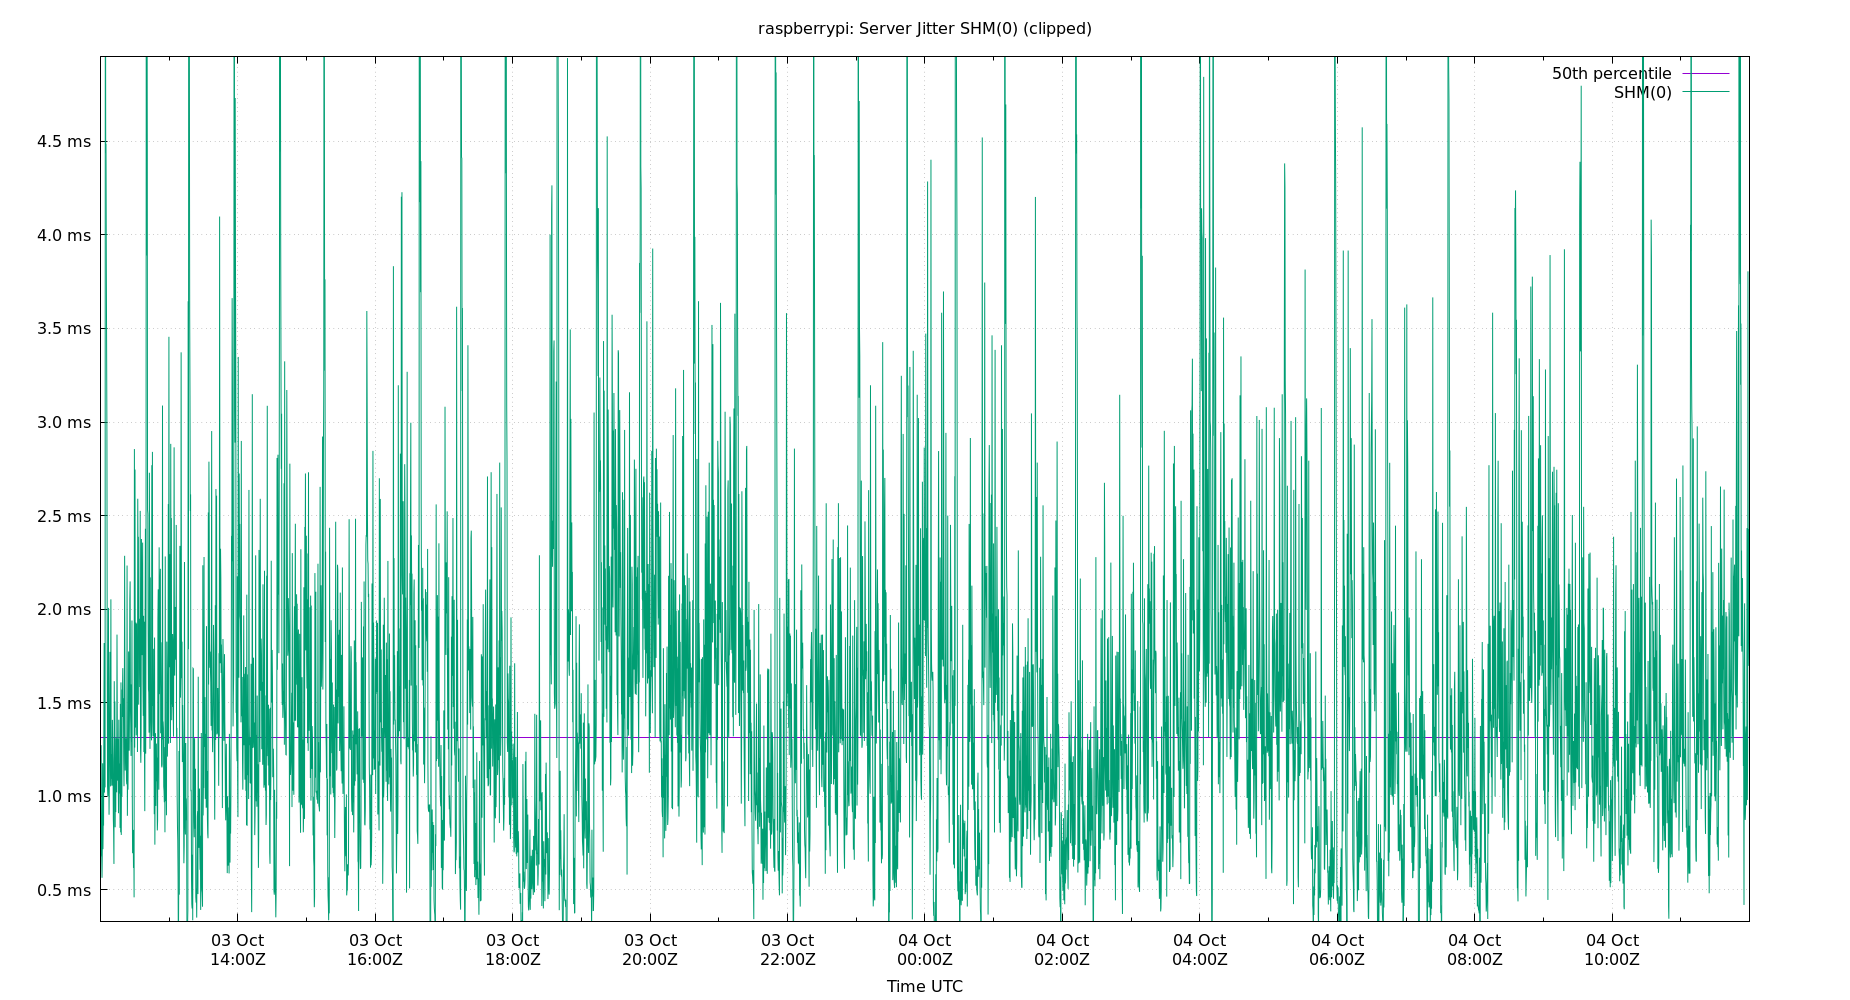 raspberrypi: Server Jitter SHM(0) (clipped)
50th percentile
SHM(0)
4.5 ms
4.0 ms
3.5 ms
3.0 ms
2.5 ms
2.0 ms
1.5 ms
1.0 ms
0.5 ms
03 Oct 03 Oct 03 Oct 03 Oct 03 Oct 04 Oct 04 Oct 04 Oct 04 Oct 04 Oct 04 Oct
14:00Z 16:00Z 18:00Z 20:00Z 22:00Z 00:00Z 02:00Z 04:00Z 06:00Z 08:00Z 10:00Z
Time UTC